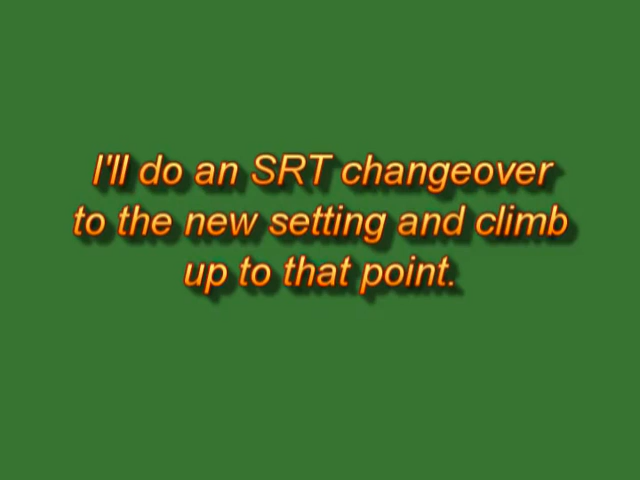 I'll do an SRT changeover
to the new setting and climb
up to that point.